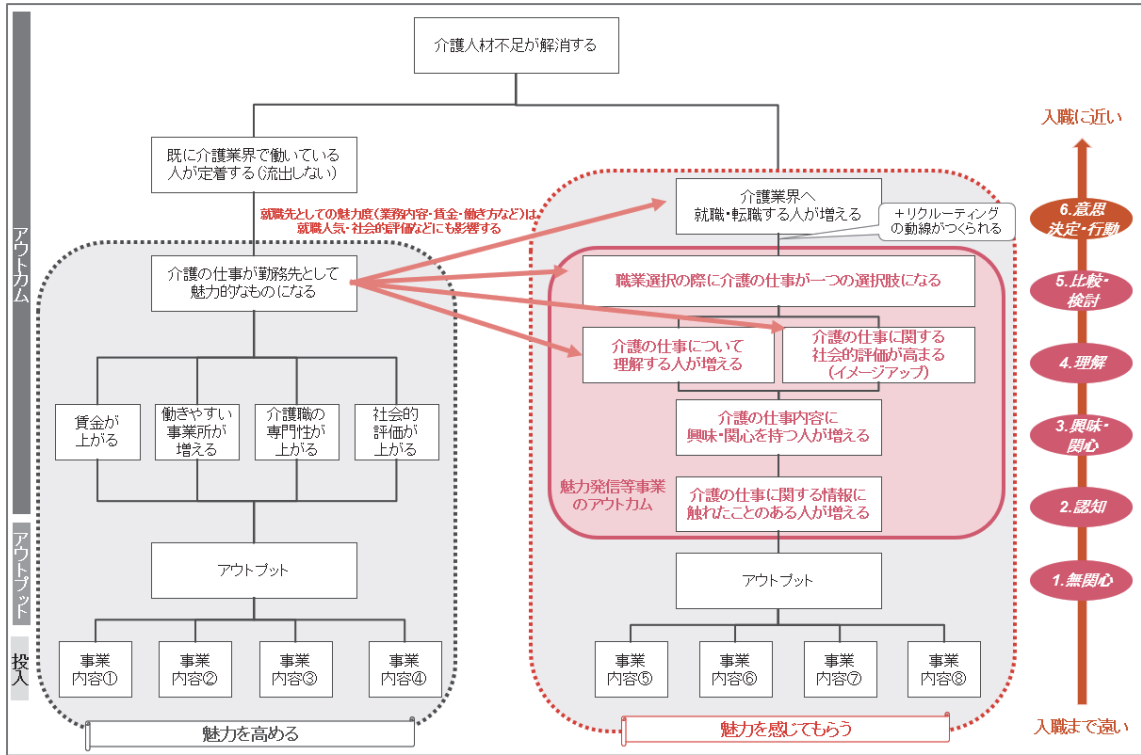 介護人材不足が解消する
入職に近い
既に介護業界で働いている
人が定着する(流出しない)
就職先としての魅力度(業務内容・賃金・働き方など)は、
就職人気・社会的評価などにも影響する
介護業界へ
就職・転職する人が増える
+リクルーティング
の動線がつくられる
6.意思
決定・行動
アウトカム
介護の仕事が勤務先として
魅力的なものになる
職業選択の際に介護の仕事が一つの選択肢になる
5.比較・
検討
介護の仕事について
理解する人が増える
介護の仕事に関する
社会的評価が高まる
(イメージアップ)
4.理解
賃金が
上がる
働きやすい
事業所が
増える
介護職の
専門性が
上がる
社会的
評価が
上がる
介護の仕事内容に
興味・関心を持つ人が増える
3.興味・
関心
魅力発信等事業
のアウトカム
介護の仕事に関する情報に
触れたことのある人が増える
2.認知
アウトプット
アウトプット
アウトプット
1.無関心
投入
事業
内容①
事業
内容②
事業
内容③
事業
内容④
事業
内容⑤
事業
内容⑥
事業
内容⑦
事業
内容⑧
魅力を高める
魅力を感じてもらう
入職まで遠い